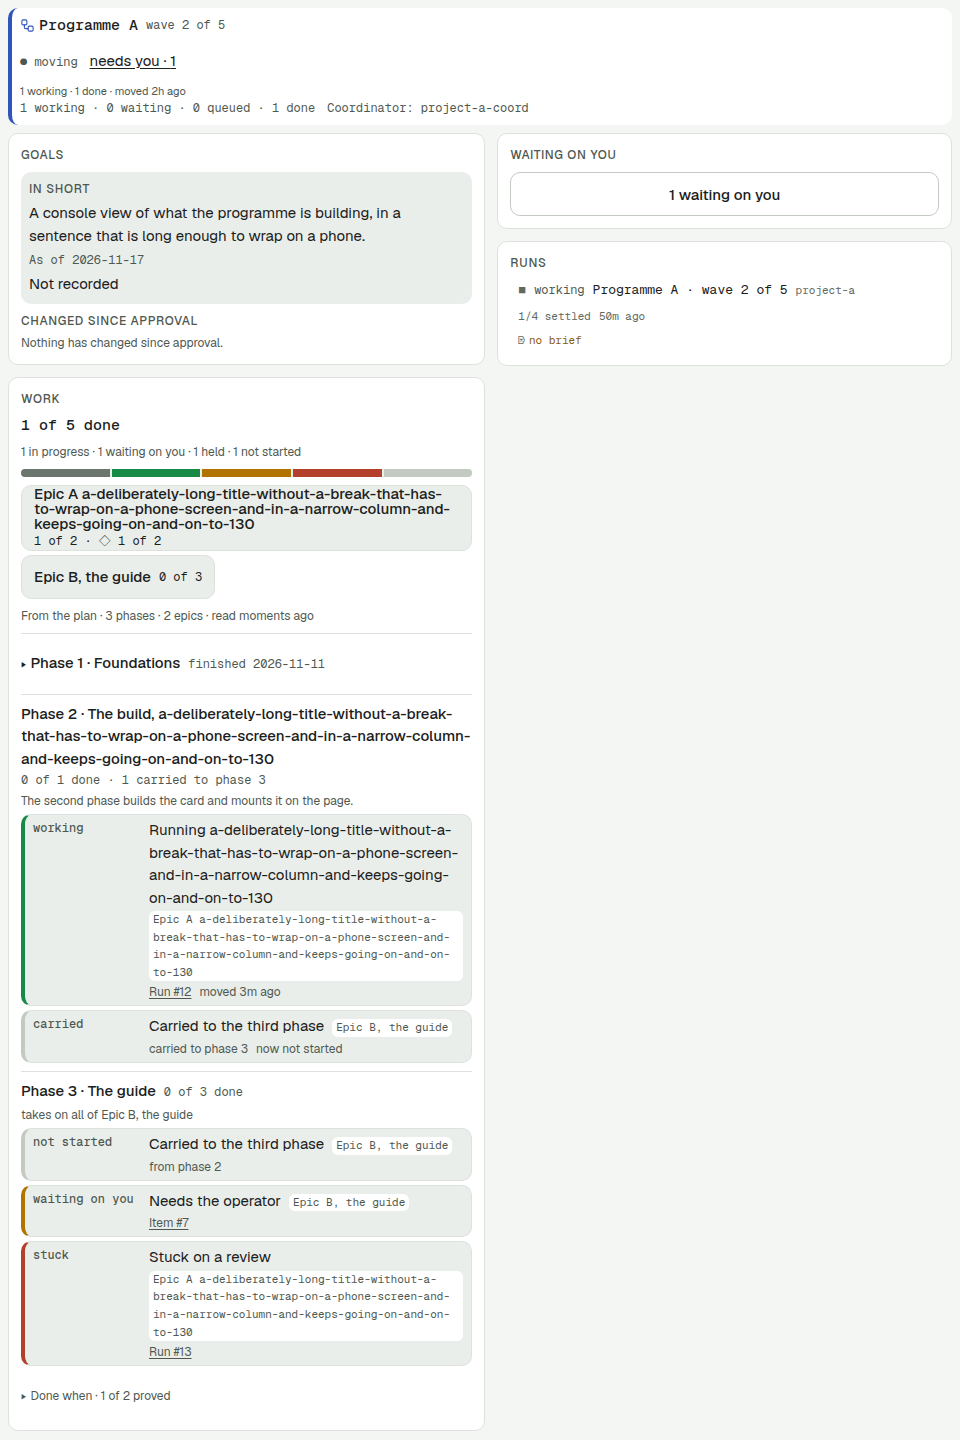 Programme A wave 2 of 5
moving needs you · 1
1 working · 1 done · moved 2h ago
1 working · 0 waiting · 0 queued · 1 done Coordinator: project-a-coord
GOALS
IN SHORT
A console view of what the programme is building, in a
sentence that is long enough to wrap on a phone.
As of 2026-11-17
Not recorded
CHANGED SINCE APPROVAL
Nothing has changed since approval.
WAITING ON YOU
1 waiting on you
RUNS
working Programme A · wave 2 of 5 project-a
1/4 settled 50m ago
no brief
WORK
1 of 5 done
1 in progress · 1 waiting on you · 1 held · 1 not started
Epic A a-deliberately-long-title-without-a-break-that-has-
to-wrap-on-a-phone-screen-and-in-a-narrow-column-and-
keeps-going-on-and-on-to-130
1 of 2 · ◇ 1 of 2
Epic B, the guide 0 of 3
From the plan · 3 phases · 2 epics · read moments ago
Phase 1 · Foundations finished 2026-11-11
Phase 2 · The build, a-deliberately-long-title-without-a-break-
that-has-to-wrap-on-a-phone-screen-and-in-a-narrow-column-
and-keeps-going-on-and-on-to-130
0 of 1 done · 1 carried to phase 3
The second phase builds the card and mounts it on the page.
working
Running a-deliberately-long-title-without-a-
break-that-has-to-wrap-on-a-phone-screen-
and-in-a-narrow-column-and-keeps-going-
on-and-on-to-130
Epic A a-deliberately-long-title-without-a-
break-that-has-to-wrap-on-a-phone-screen-and-
in-a-narrow-column-and-keeps-going-on-and-on-
to-130
Run #12 moved 3m ago
carried Carried to the third phase Epic B, the guide
carried to phase 3 now not started
Phase 3 · The guide 0 of 3 done
takes on all of Epic B, the guide
not started Carried to the third phase Epic B, the guide
from phase 2
waiting on you Needs the operator Epic B, the guide
Item #7
stuck Stuck on a review
Epic A a-deliberately-long-title-without-a-
break-that-has-to-wrap-on-a-phone-screen-and-
in-a-narrow-column-and-keeps-going-on-and-on-
to-130
Run #13
Done when · 1 of 2 proved